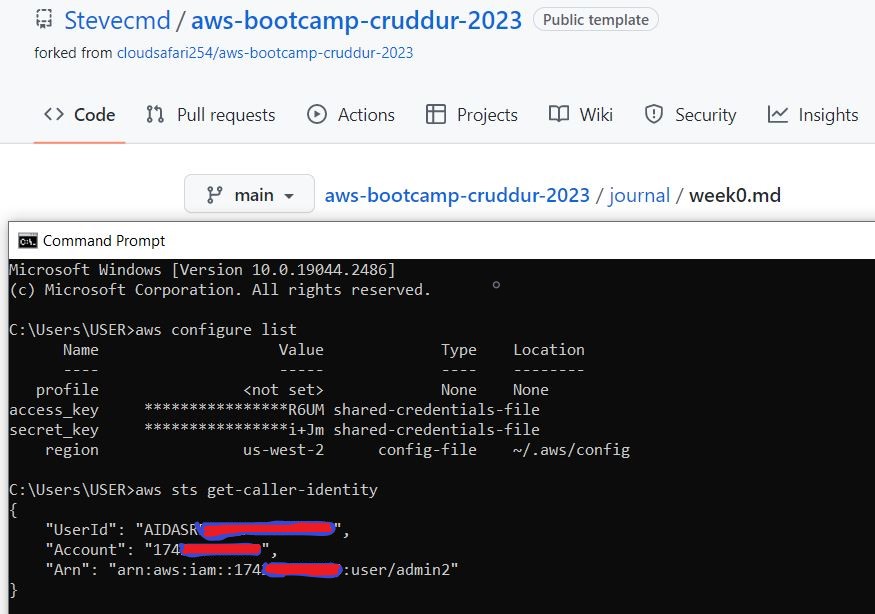 Stevecmd / aws-bootcamp-cruddur-2023 Public template
forked from cloudsafari254/aws-bootcamp-cruddur-2023
<> Code Pull requests Actions Projects Wiki Security Insights
main aws-bootcamp-cruddur-2023 / journal / week0.md
C:\. Command Prompt
Microsoft Windows [Version 10.0.19044.2486]
(c) Microsoft Corporation. All rights reserved.
C:\Users\USER>aws configure list
Name Value Type Location
---- ----- ---- --------
profile <not set> None None
access_key ****************R6UM shared-credentials-file
secret_key ****************i+Jm shared-credentials-file
region us-west-2 config-file ~/.aws/config
C:\Users\USER>aws sts get-caller-identity
{
"UserId": "AIDASR",
"Account": "174",
"Arn": "arn:aws:iam::174:user/admin2"
}